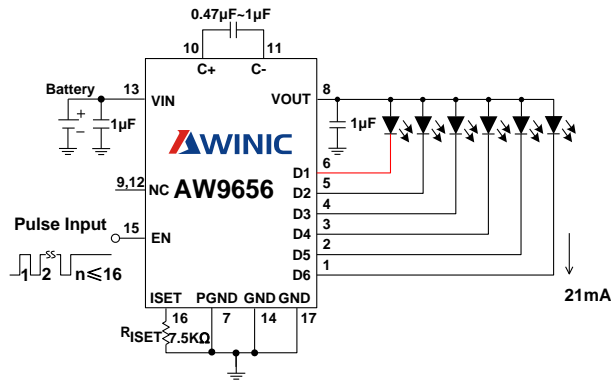 0.47μF~1μF
10 11
C+ C-
Battery 13 VIN VOUT 8
+
−
1μF 1μF
AWINIC
AW9656
9,12 NC
D1 6
D2 5
D3 4
D4 3
D5 2
D6 1
Pulse Input 15 EN
1 2 n≤16
21mA
ISET PGND GND GND
16 7 14 17
RISET 7.5KΩ